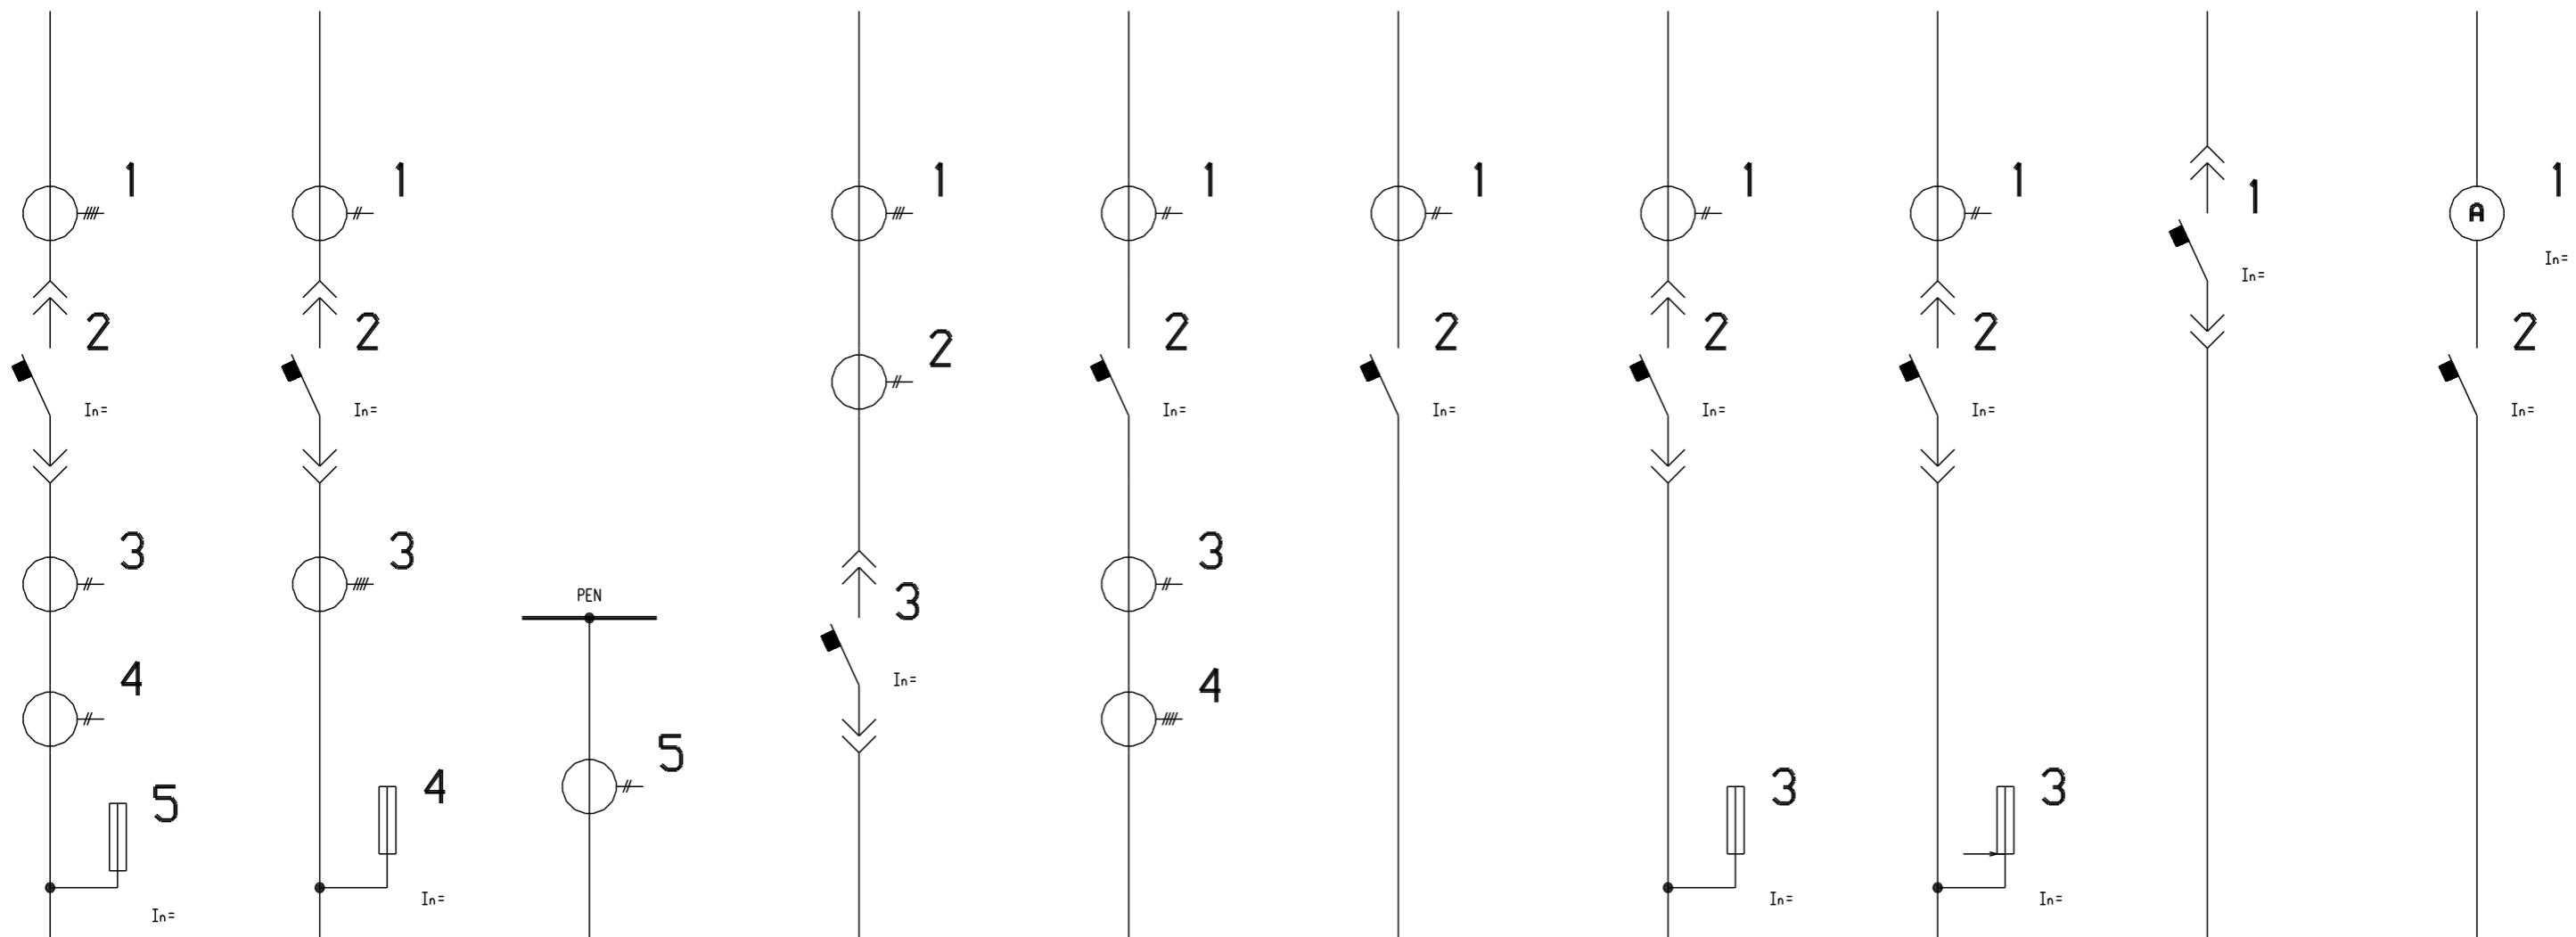 1 1 1 1 1 1 1 1 1
A
In= In=
2 2 2 2 2 2 2 2
In= In= In= In= In= In= In=
3 3 3
PEN 3
4 In= 4
5
5 4 3 3
In= In= In= In=